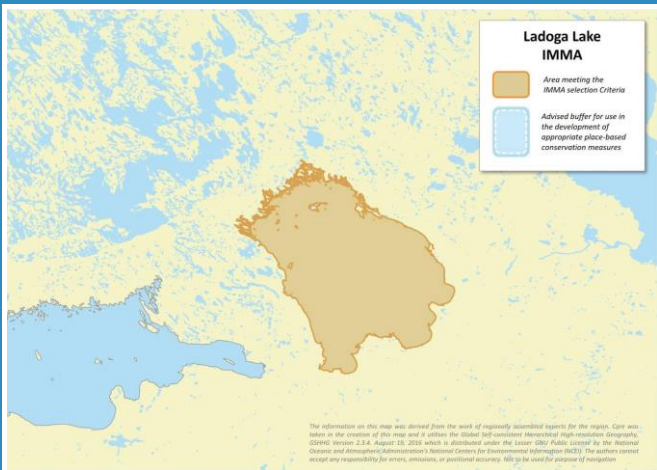 Ladoga Lake
IMMA
Area meeting the
IMMA selection Criteria
Advised buffer for use in
the development of
appropriate place-based
conservation measures
The information on this map was derived from the work of regionally assembled experts for the region. Care was
taken in the creation of this map and it utilises the Global Self-consistent Hierarchical High-resolution Geography,
GSHHG Version 2.3.4. August 19, 2016 which is distributed under the Lesser GNU Public License by the National
Oceanic and Atmospheric Administration's National Centers for Environmental Information (NCEI). The authors cannot
accept any responsibility for errors, omissions, or positional accuracy. Not to be used for purpose of navigation